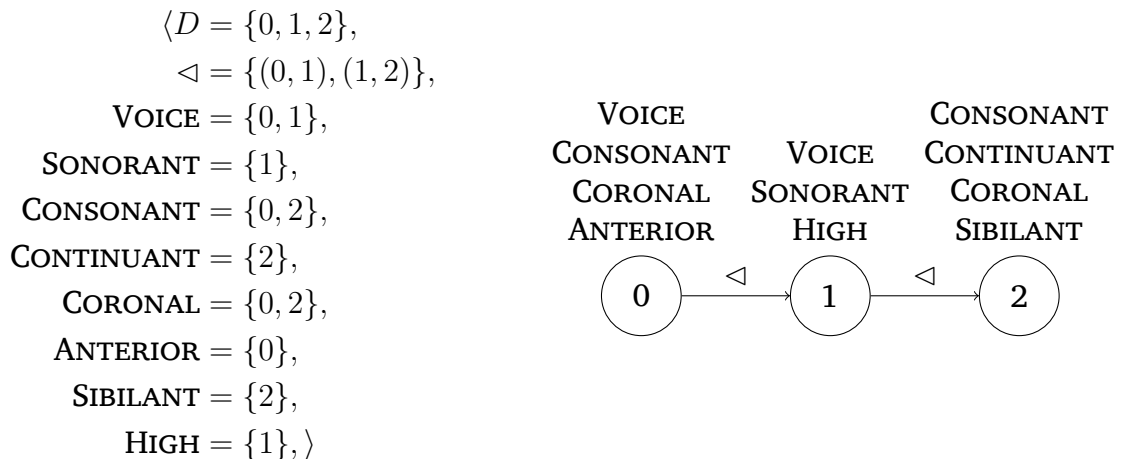 ⟨D = {0, 1, 2},
◁ = {(0, 1), (1, 2)},
VOICE = {0, 1},
SONORANT = {1},
CONSONANT = {0, 2},
CONTINUANT = {2},
CORONAL = {0, 2},
ANTERIOR = {0},
SIBILANT = {2},
HIGH = {1}, ⟩
VOICE
CONSONANT
CORONAL
ANTERIOR
VOICE
SONORANT
HIGH
CONSONANT
CONTINUANT
CORONAL
SIBILANT
0
◁
1
◁
2